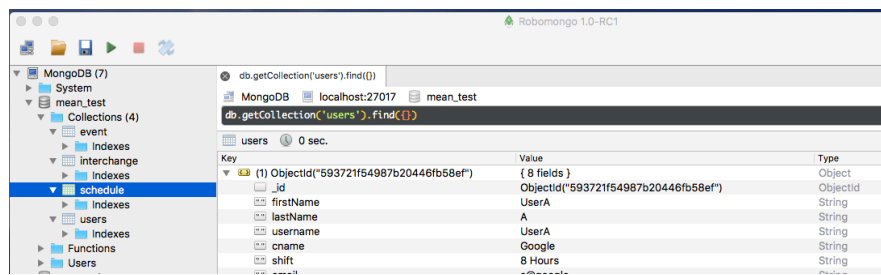 Robomongo 1.0-RC1
MongoDB (7)
System
mean_test
Collections (4)
event
Indexes
interchange
Indexes
schedule
Indexes
users
Indexes
Functions
Users
db.getCollection('users').find({})
MongoDB localhost:27017 mean_test
db.getCollection('users').find({})
users 0 sec.
Key Value Type
(1) ObjectId("593721f54987b20446fb58ef") { 8 fields } Object
_id ObjectId("593721f54987b20446fb58ef") ObjectId
firstName UserA String
lastName A String
username UserA String
cname Google String
shift 8 Hours String